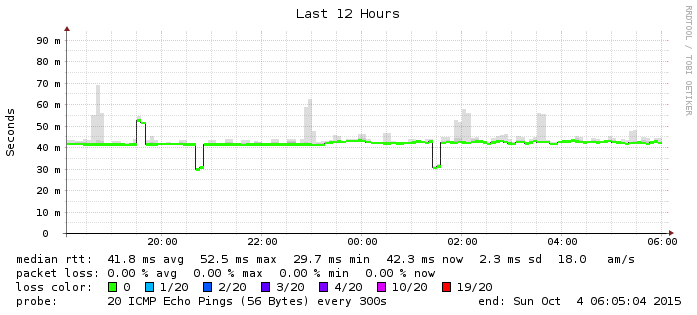 Last 12 Hours
RRDTOOL / TOBI OETIKER
Seconds
90 m
80 m
70 m
60 m
50 m
40 m
30 m
20 m
10 m
0
20:00 22:00 00:00 02:00 04:00 06:00
median rtt: 41.8 ms avg 52.5 ms max 29.7 ms min 42.3 ms now 2.3 ms sd 18.0 am/s
packet loss: 0.00 % avg 0.00 % max 0.00 % min 0.00 % now
loss color: 0 1/20 2/20 3/20 4/20 10/20 19/20
probe: 20 ICMP Echo Pings (56 Bytes) every 300s end: Sun Oct 4 06:05:04 2015